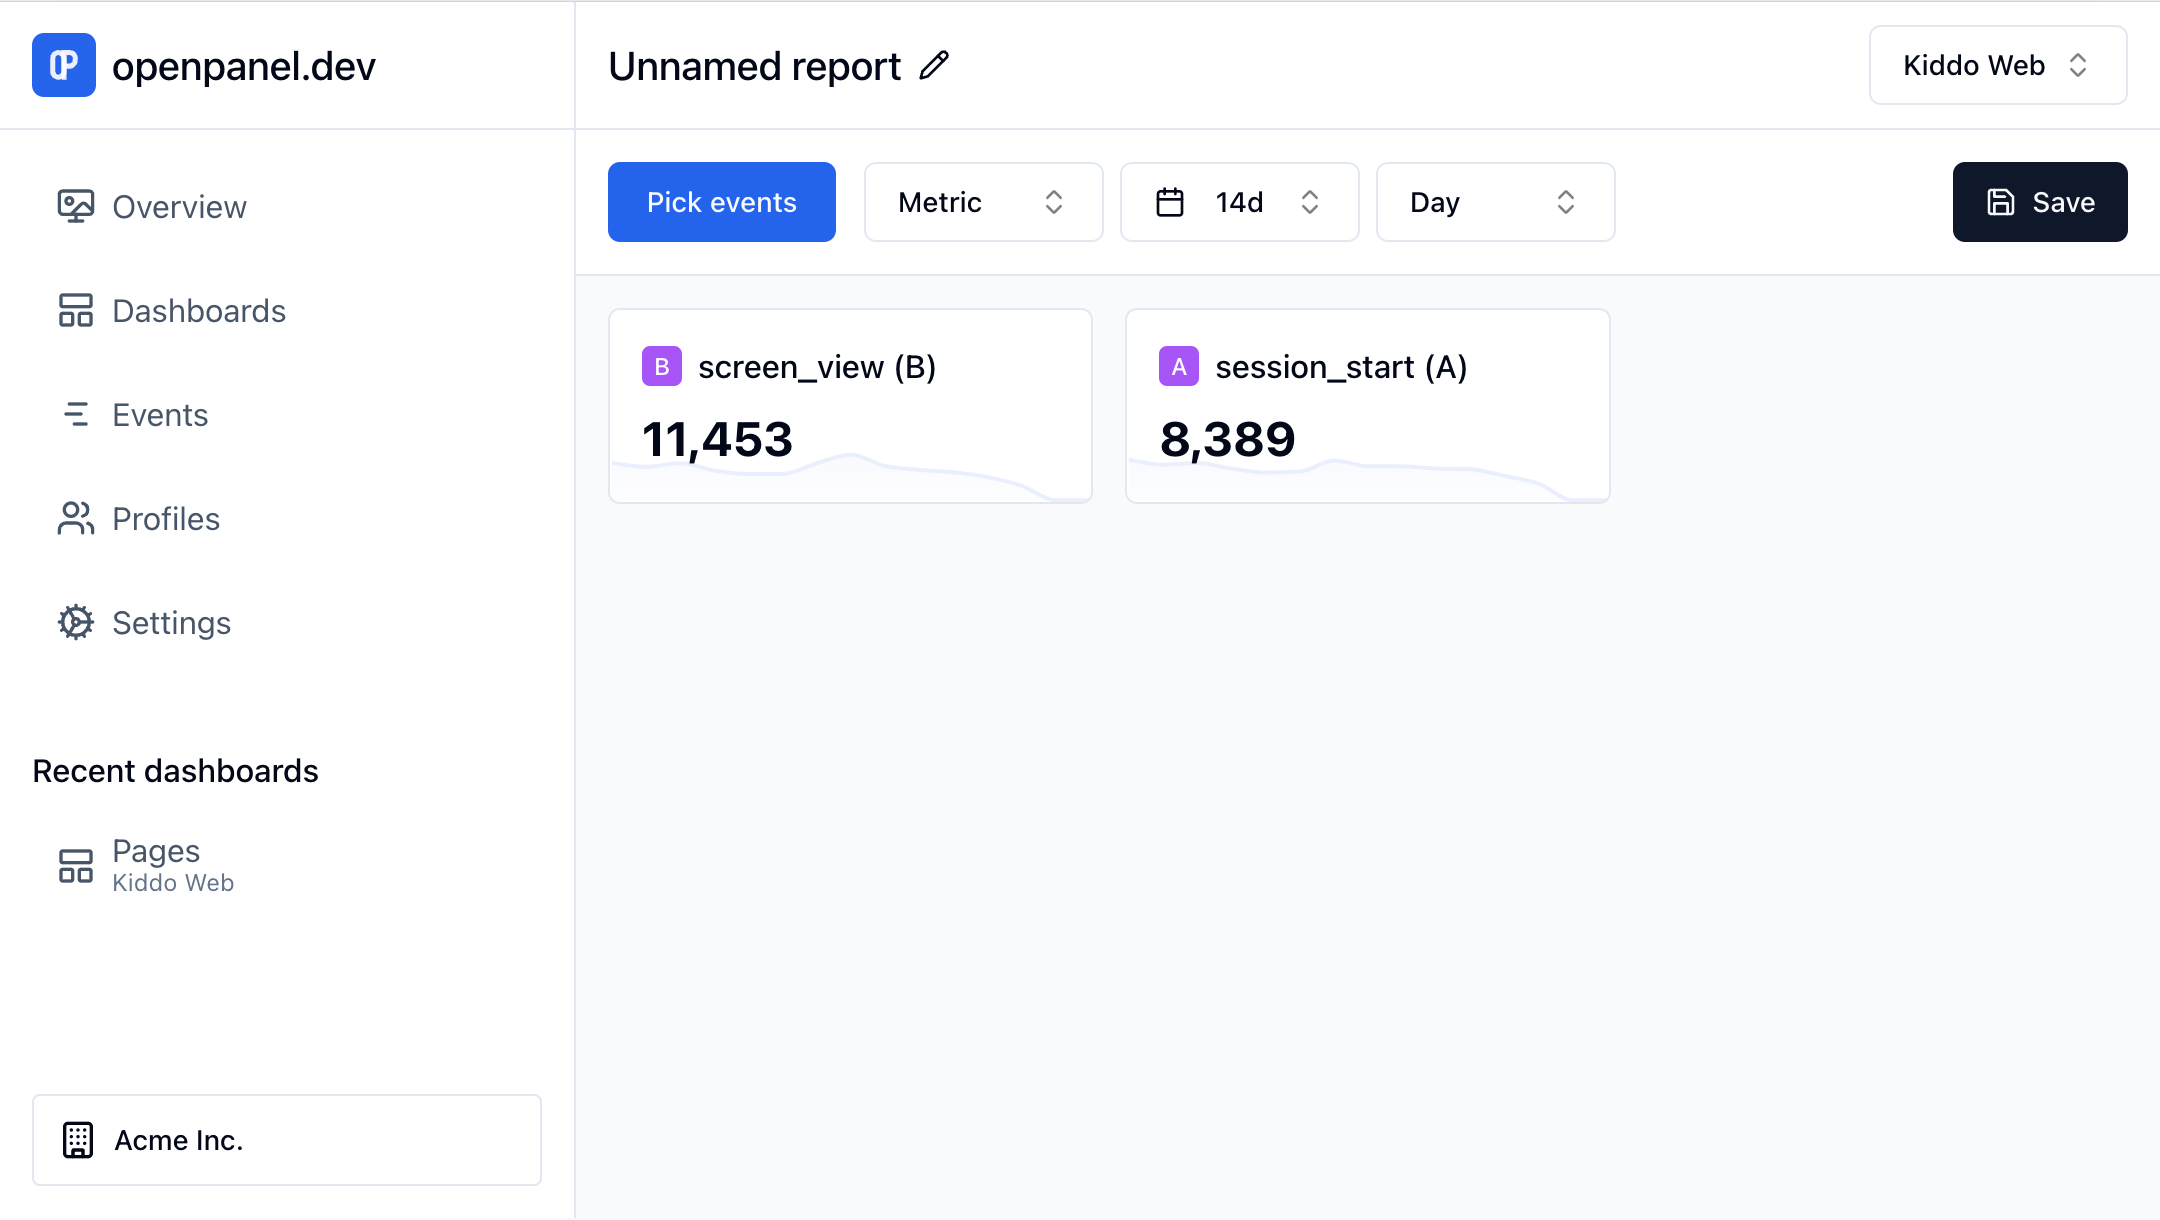 openpanel.dev
Unnamed report
Kiddo Web
Overview
Dashboards
Events
Profiles
Settings
Recent dashboards
Pages
Kiddo Web
Acme Inc.
Pick events
Metric
14d
Day
Save
B screen_view (B)
11,453
A session_start (A)
8,389